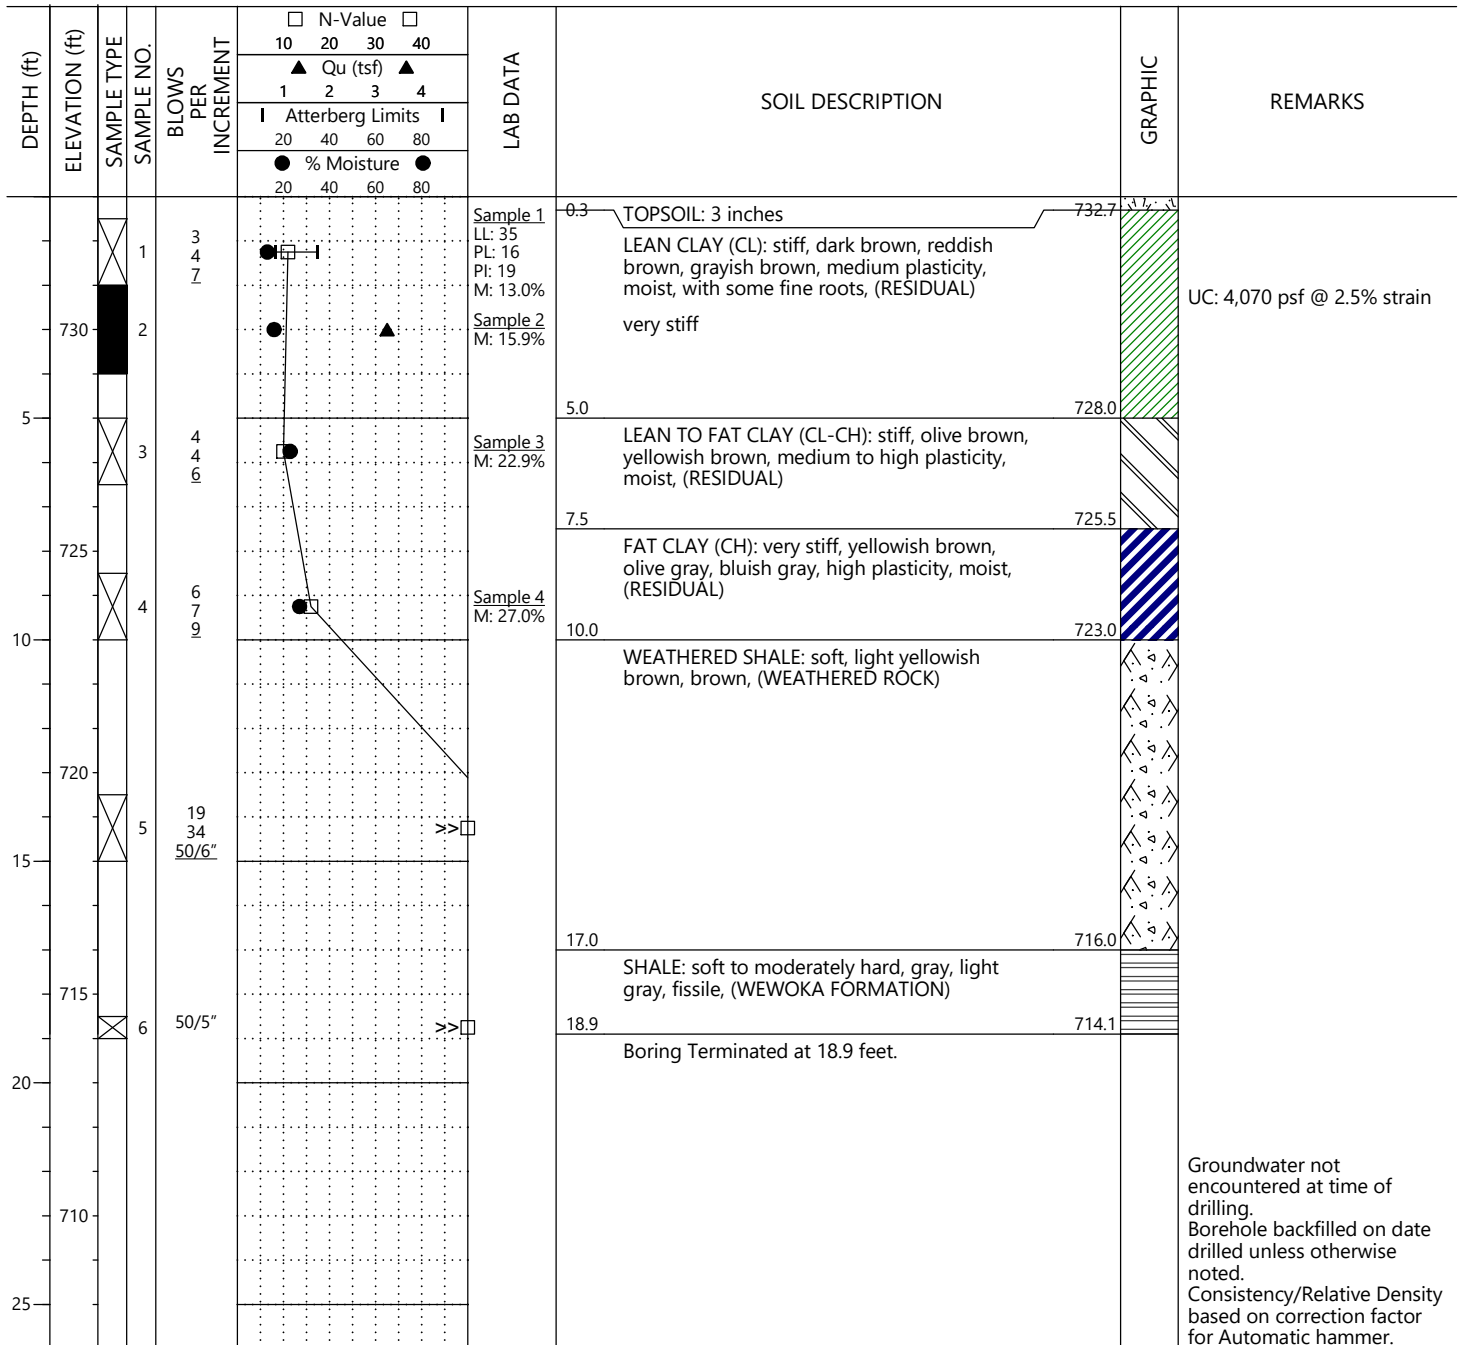 DEPTH (ft)
ELEVATION (ft)
SAMPLE TYPE
SAMPLE NO.
BLOWS
PER
INCREMENT
N-Value
10 20 30 40
Qu (tsf)
1 2 3 4
Atterberg Limits
20 40 60 80
% Moisture
20 40 60 80
LAB DATA
SOIL DESCRIPTION
GRAPHIC
REMARKS
1
3
4
7
Sample 1
LL: 35
PL: 16
PI: 19
M: 13.0%
0.3 TOPSOIL: 3 inches 732.7
LEAN CLAY (CL): stiff, dark brown, reddish
brown, grayish brown, medium plasticity,
moist, with some fine roots, (RESIDUAL)
UC: 4,070 psf @ 2.5% strain
730
2
Sample 2
M: 15.9%
very stiff
5
5.0 728.0
3
4
4
6
Sample 3
M: 22.9%
LEAN TO FAT CLAY (CL-CH): stiff, olive brown,
yellowish brown, medium to high plasticity,
moist, (RESIDUAL)
7.5 725.5
725
FAT CLAY (CH): very stiff, yellowish brown,
olive gray, bluish gray, high plasticity, moist,
(RESIDUAL)
4
6
7
9
Sample 4
M: 27.0%
10
10.0 723.0
WEATHERED SHALE: soft, light yellowish
brown, brown, (WEATHERED ROCK)
720
5
19
34
50/6"
>>
15
17.0 716.0
SHALE: soft to moderately hard, gray, light
gray, fissile, (WEWOKA FORMATION)
715
6
50/5"
>>
18.9 714.1
Boring Terminated at 18.9 feet.
20
710
25
Groundwater not
encountered at time of
drilling.
Borehole backfilled on date
drilled unless otherwise
noted.
Consistency/Relative Density
based on correction factor
for Automatic hammer.